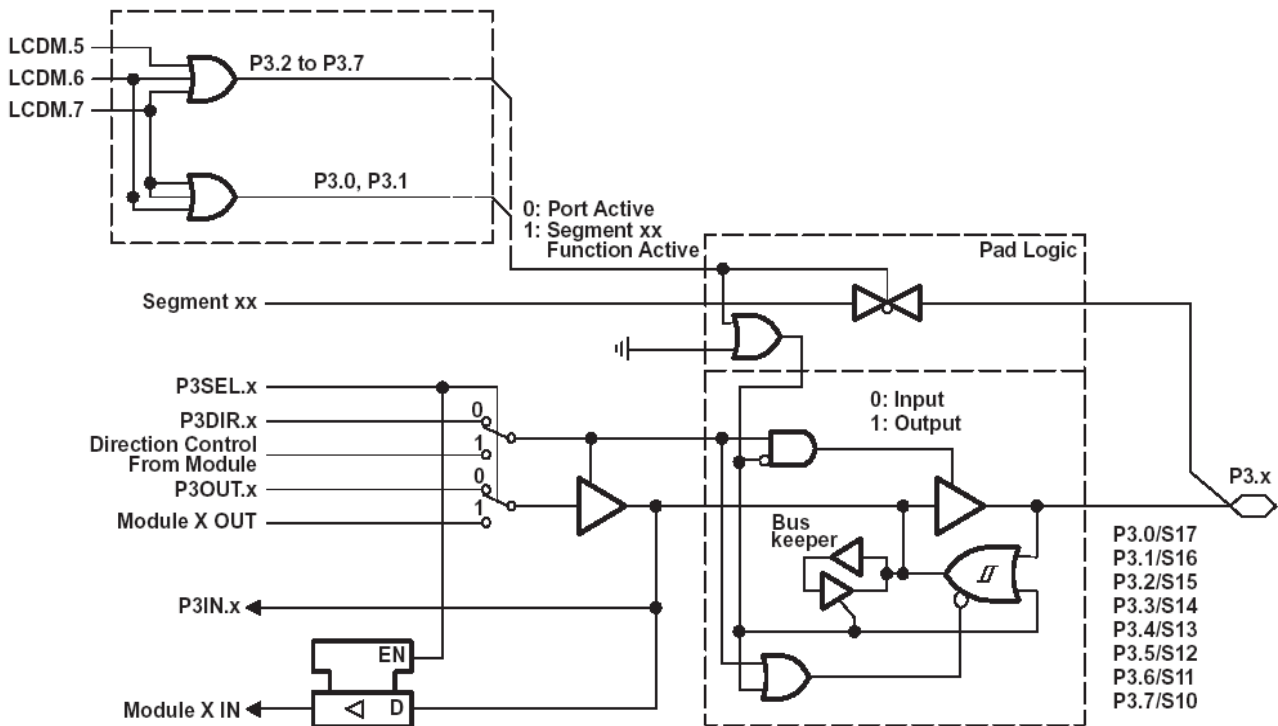 LCDM.5
LCDM.6
LCDM.7
P3.2 to P3.7
P3.0, P3.1
0: Port Active
1: Segment xx
Function Active
Pad Logic
Segment xx
P3SEL.x
P3DIR.x
Direction Control
From Module
P3OUT.x
Module X OUT
0
1
0
1
0: Input
1: Output
Bus
keeper
P3.x
P3.0/S17
P3.1/S16
P3.2/S15
P3.3/S14
P3.4/S13
P3.5/S12
P3.6/S11
P3.7/S10
P3IN.x
EN
D
Module X IN